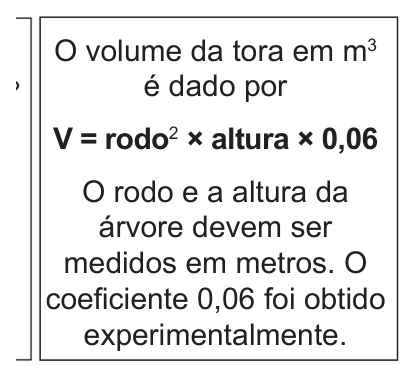 O volume da tora em m³
é dado por
V = rodo² × altura × 0,06
O rodo e a altura da
árvore devem ser
medidos em metros. O
coeficiente 0,06 foi obtido
experimentalmente.